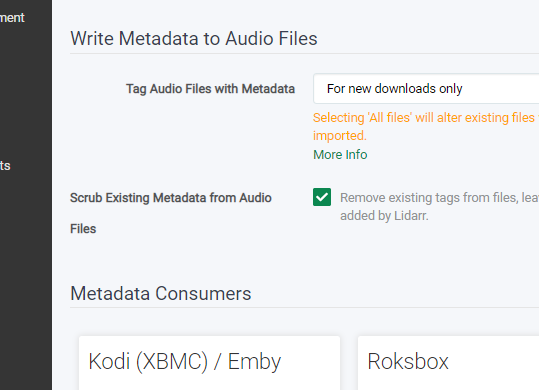 ment
Write Metadata to Audio Files
Tag Audio Files with Metadata
For new downloads only
Selecting 'All files' will alter existing files
imported.
More Info
ts
Scrub Existing Metadata from Audio
Files
Remove existing tags from files, lea
added by Lidarr.
Metadata Consumers
Kodi (XBMC) / Emby
Roksbox